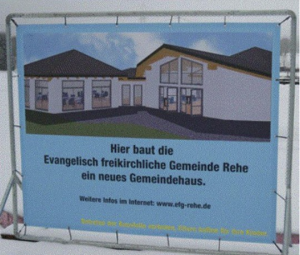 Hier baut die
Evangelisch freikirchliche Gemeinde Rehe
ein neues Gemeindehaus.
Weitere Infos im Internet: www.efg-rehe.de